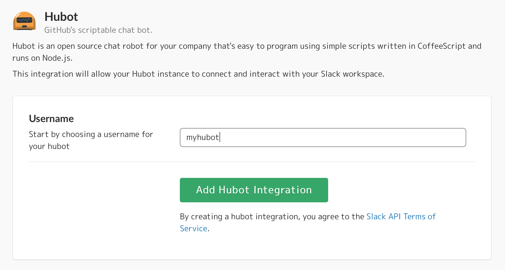 Hubot
GitHub's scriptable chat bot.
Hubot is an open source chat robot for your company that's easy to program using simple scripts written in CoffeeScript and
runs on Node.js.
This integration will allow your Hubot instance to connect and interact with your Slack workspace.
Username
Start by choosing a username for
your hubot
myhubot
Add Hubot Integration
By creating a hubot integration, you agree to the Slack API Terms of
Service.